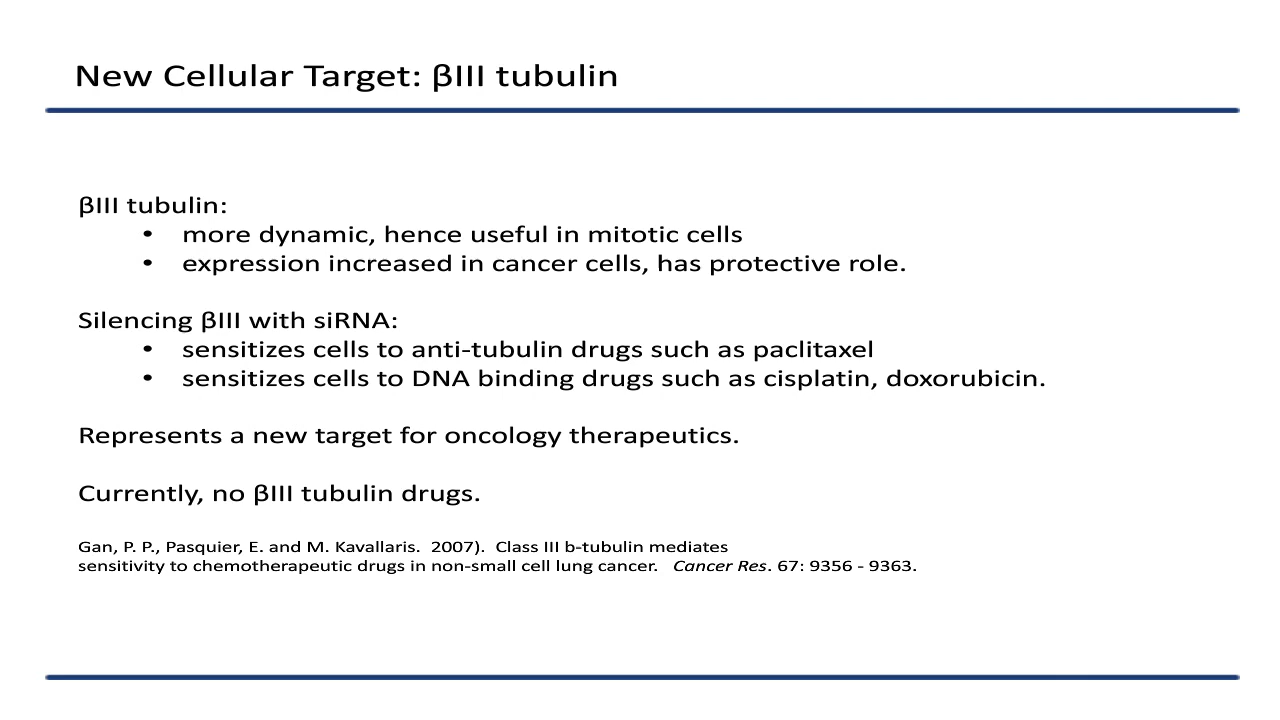 New Cellular Target: βIII tubulin
βIII tubulin:
• more dynamic, hence useful in mitotic cells
• expression increased in cancer cells, has protective role.
Silencing βIII with siRNA:
• sensitizes cells to anti-tubulin drugs such as paclitaxel
• sensitizes cells to DNA binding drugs such as cisplatin, doxorubicin.
Represents a new target for oncology therapeutics.
Currently, no βIII tubulin drugs.
Gan, P. P., Pasquier, E. and M. Kavallaris.  2007).  Class III b-tubulin mediates
sensitivity to chemotherapeutic drugs in non-small cell lung cancer.   Cancer Res. 67: 9356 - 9363.